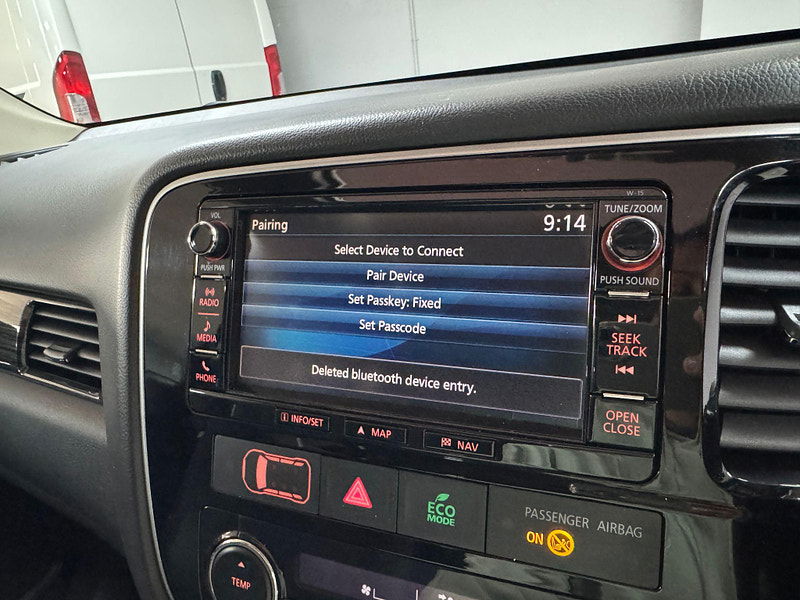 W-15
VOL
PUSH PWR
RADIO
MEDIA
PHONE
Pairing
9:14
Select Device to Connect
Pair Device
Set Passkey: Fixed
Set Passcode
Deleted bluetooth device entry.
TUNE/ZOOM
PUSH SOUND
SEEK
TRACK
OPEN
CLOSE
i INFO/SET
MAP
NAV
ECO
MODE
PASSENGER AIRBAG
ON
TEMP